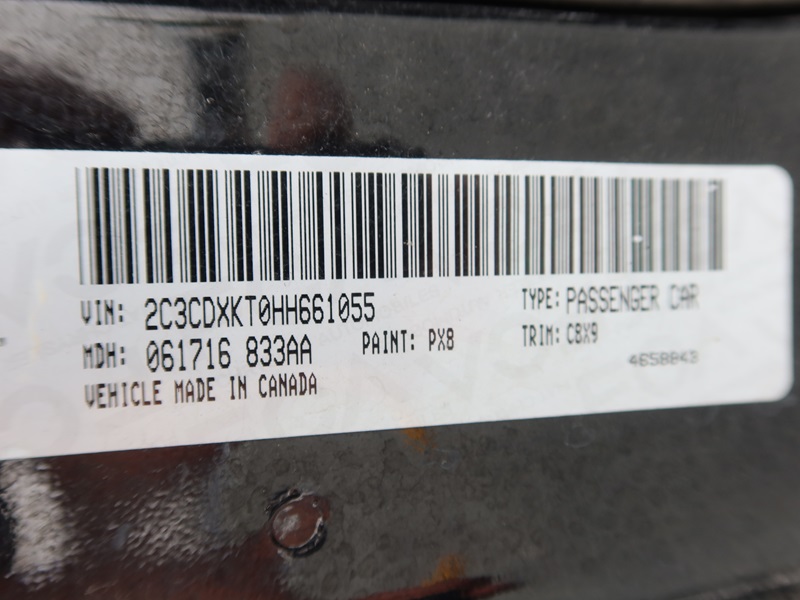 VIN: 2C3CDXKT0HH661055 TYPE: PASSENGER CAR
MDH: 061716 833AA PAINT: PX8 TRIM: CBX9
VEHICLE MADE IN CANADA 4658843